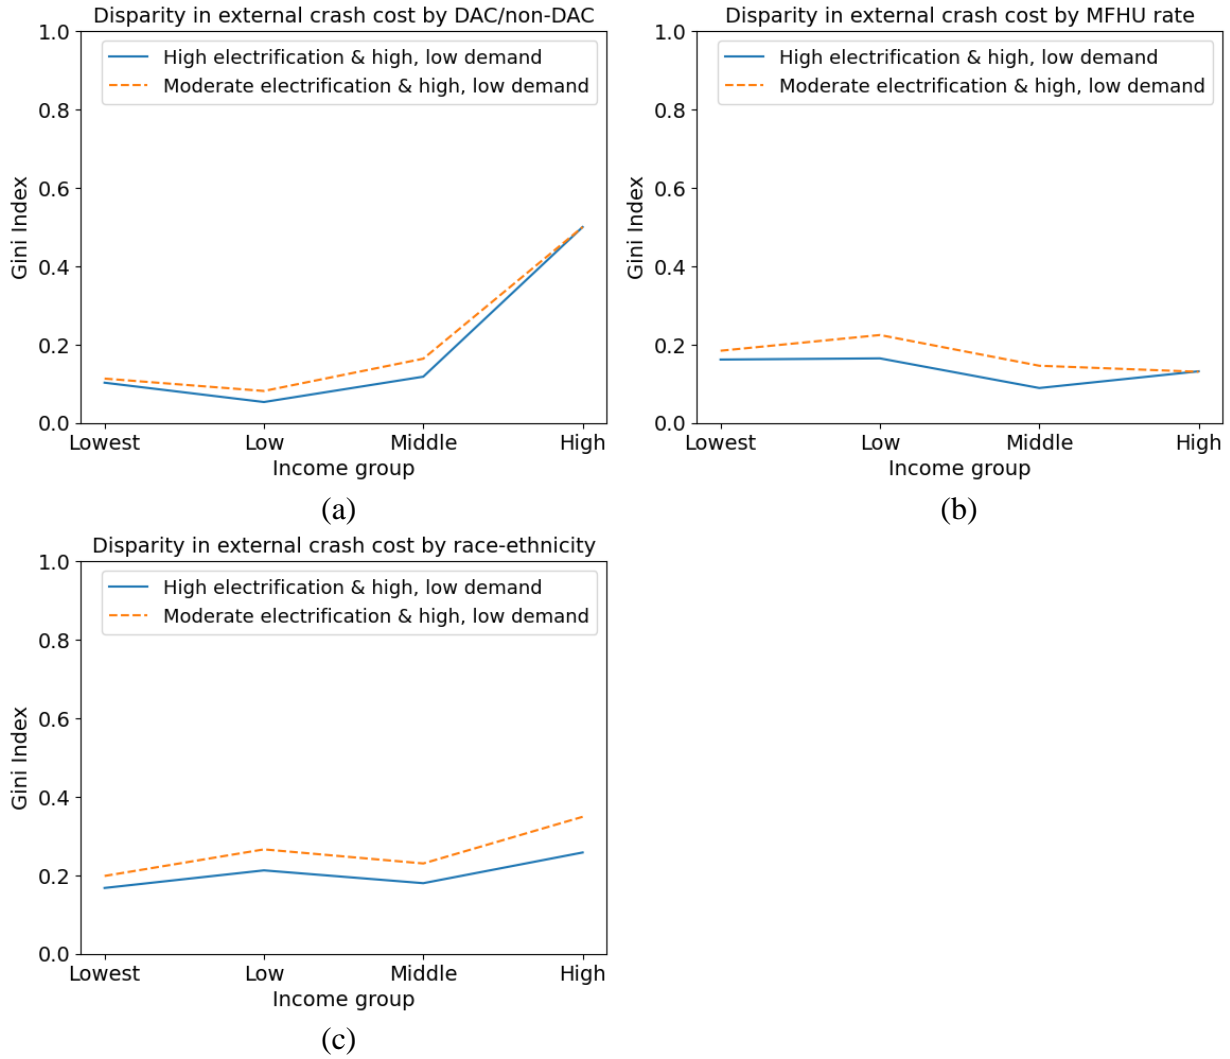 Disparity in external crash cost by DAC/non-DAC
High electrification & high, low demand
Moderate electrification & high, low demand
1.0
0.8
0.6
0.4
0.2
0.0
Gini Index
Lowest Low Middle High
Income group
(a)
Disparity in external crash cost by MFHU rate
High electrification & high, low demand
Moderate electrification & high, low demand
1.0
0.8
0.6
0.4
0.2
0.0
Gini Index
Lowest Low Middle High
Income group
(b)
Disparity in external crash cost by race-ethnicity
High electrification & high, low demand
Moderate electrification & high, low demand
1.0
0.8
0.6
0.4
0.2
0.0
Gini Index
Lowest Low Middle High
Income group
(c)